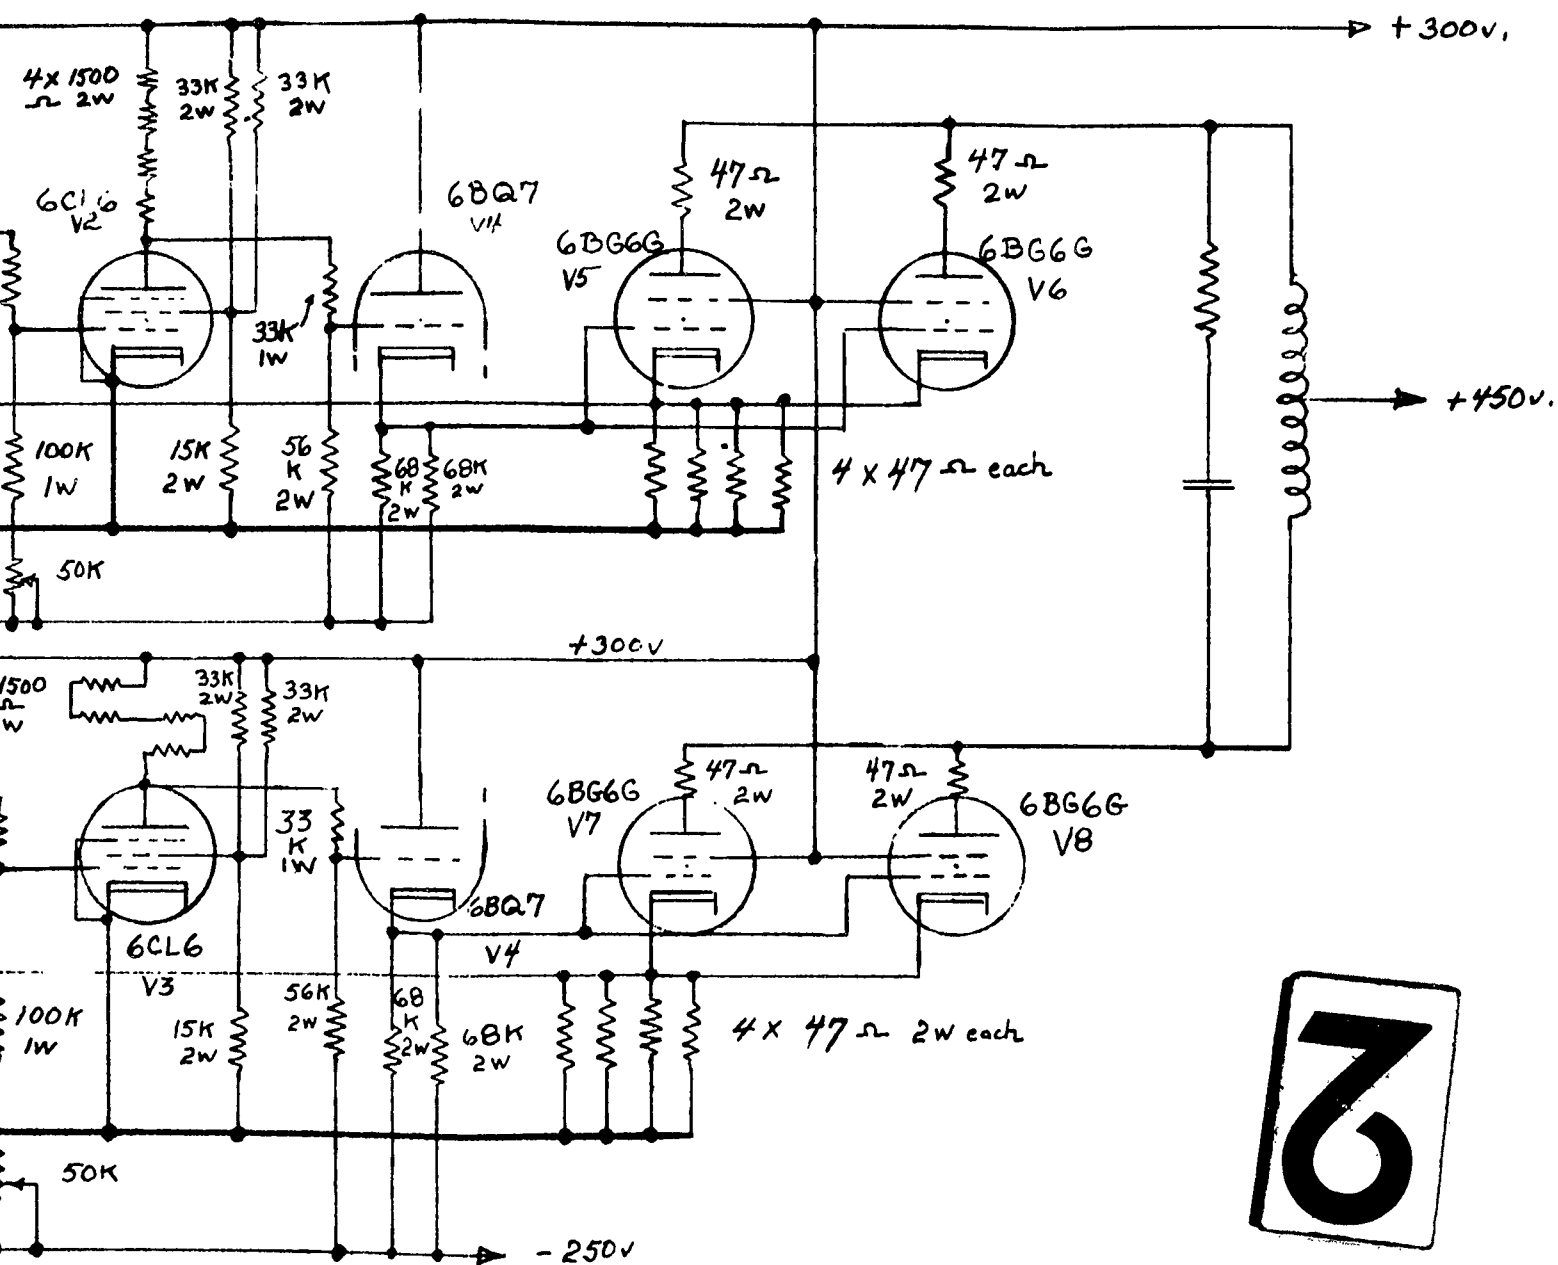 +300v.
4x 1500
Ω 2W
33K
2W
33K
2W
6CL6
V2
6BQ7
V4
47Ω
2W
47Ω
2W
6BG6G
V5
6BG6G
V6
33K
1W
+450v.
100K
1W
15K
2W
56
K
2W
68
K
2W
68K
2W
4 x 47 Ω each
50K
+300v
1500
Ω
W
33K
2W
33K
2W
47Ω
2W
47Ω
2W
6BG6G
V7
6BG6G
V8
33
K
1W
6BQ7
V4
6CL6
V3
100K
1W
15K
2W
56K
2W
68
K
2W
68K
2W
4 x 47 Ω 2w each
50K
-250v